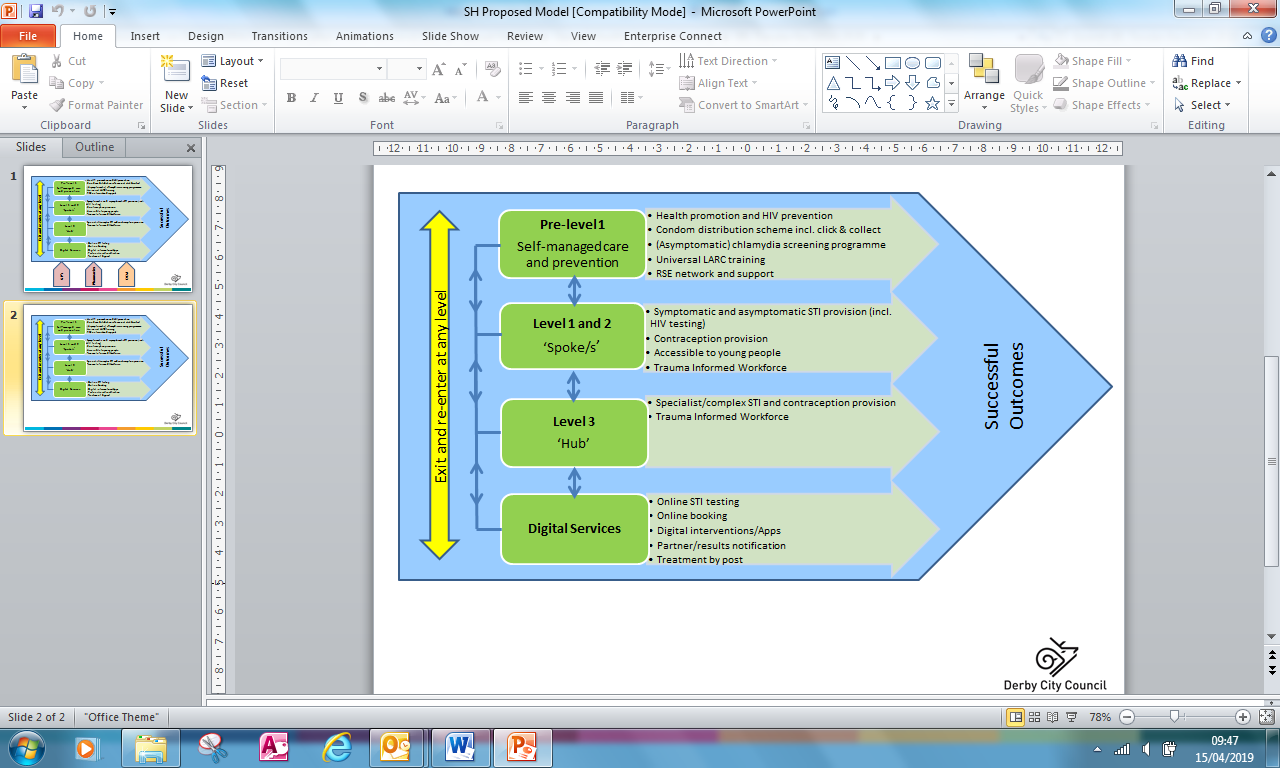 SH Proposed Model [Compatibility Mode] - Microsoft PowerPoint
File Home Insert Design Transitions Animations Slide Show Review View Enterprise Connect
Paste
Cut
Copy
Format Painter
Clipboard
New Slide
Layout
Reset
Section
Slides
Font
Text Direction
Align Text
Convert to SmartArt
Paragraph
Arrange
Quick Styles
Shape Fill
Shape Outline
Shape Effects
Drawing
Find
Replace
Select
Editing
Slides Outline
1
2
Exit and re-enter at any level
Pre-level 1
Self-managed care
and prevention
• Health promotion and HIV prevention
• Condom distribution scheme incl. click & collect
• (Asymptomatic) chlamydia screening programme
• Universal LARC training
• RSE network and support
Level 1 and 2
‘Spoke/s’
• Symptomatic and asymptomatic STI provision (incl.
HIV testing)
• Contraception provision
• Accessible to young people
• Trauma Informed Workforce
Level 3
‘Hub’
• Specialist/complex STI and contraception provision
• Trauma Informed Workforce
Digital Services
• Online STI testing
• Online booking
• Digital interventions/Apps
• Partner/results notification
• Treatment by post
Successful
Outcomes
Derby City Council
Slide 2 of 2 "Office Theme" 78%
09:47
15/04/2019